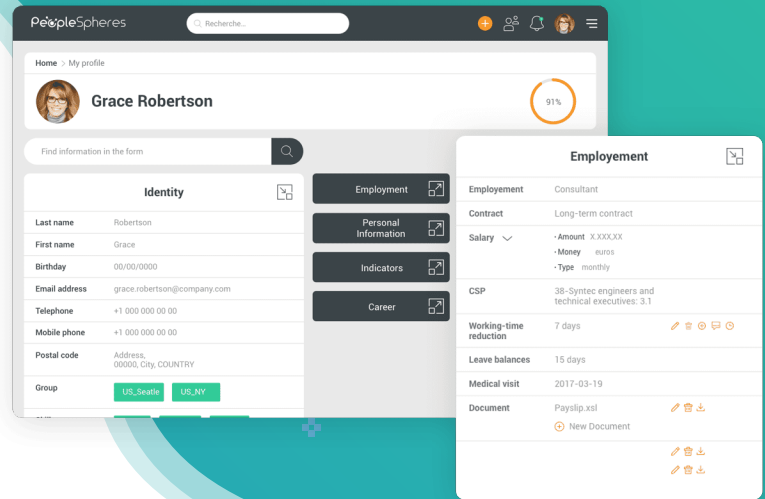 PeopleSpheres
Recherche...
Home > My profile
Grace Robertson
91%
Find information in the form
Identity
Last name Robertson
First name Grace
Birthday 00/00/0000
Email address grace.robertson@company.com
Telephone +1 000 000 00 00
Mobile phone +1 000 000 00 00
Postal code Address,
00000, City, COUNTRY
Group US_Seatle US_NY
Employment
Personal
Information
Indicators
Career
Employement
Employement Consultant
Contract Long-term contract
Salary • Amount X.XXX,XX
• Money euros
• Type monthly
CSP 38-Syntec engineers and
technical executives: 3.1
Working-time 7 days
reduction
Leave balances 15 days
Medical visit 2017-03-19
Document Payslip.xsl
New Document